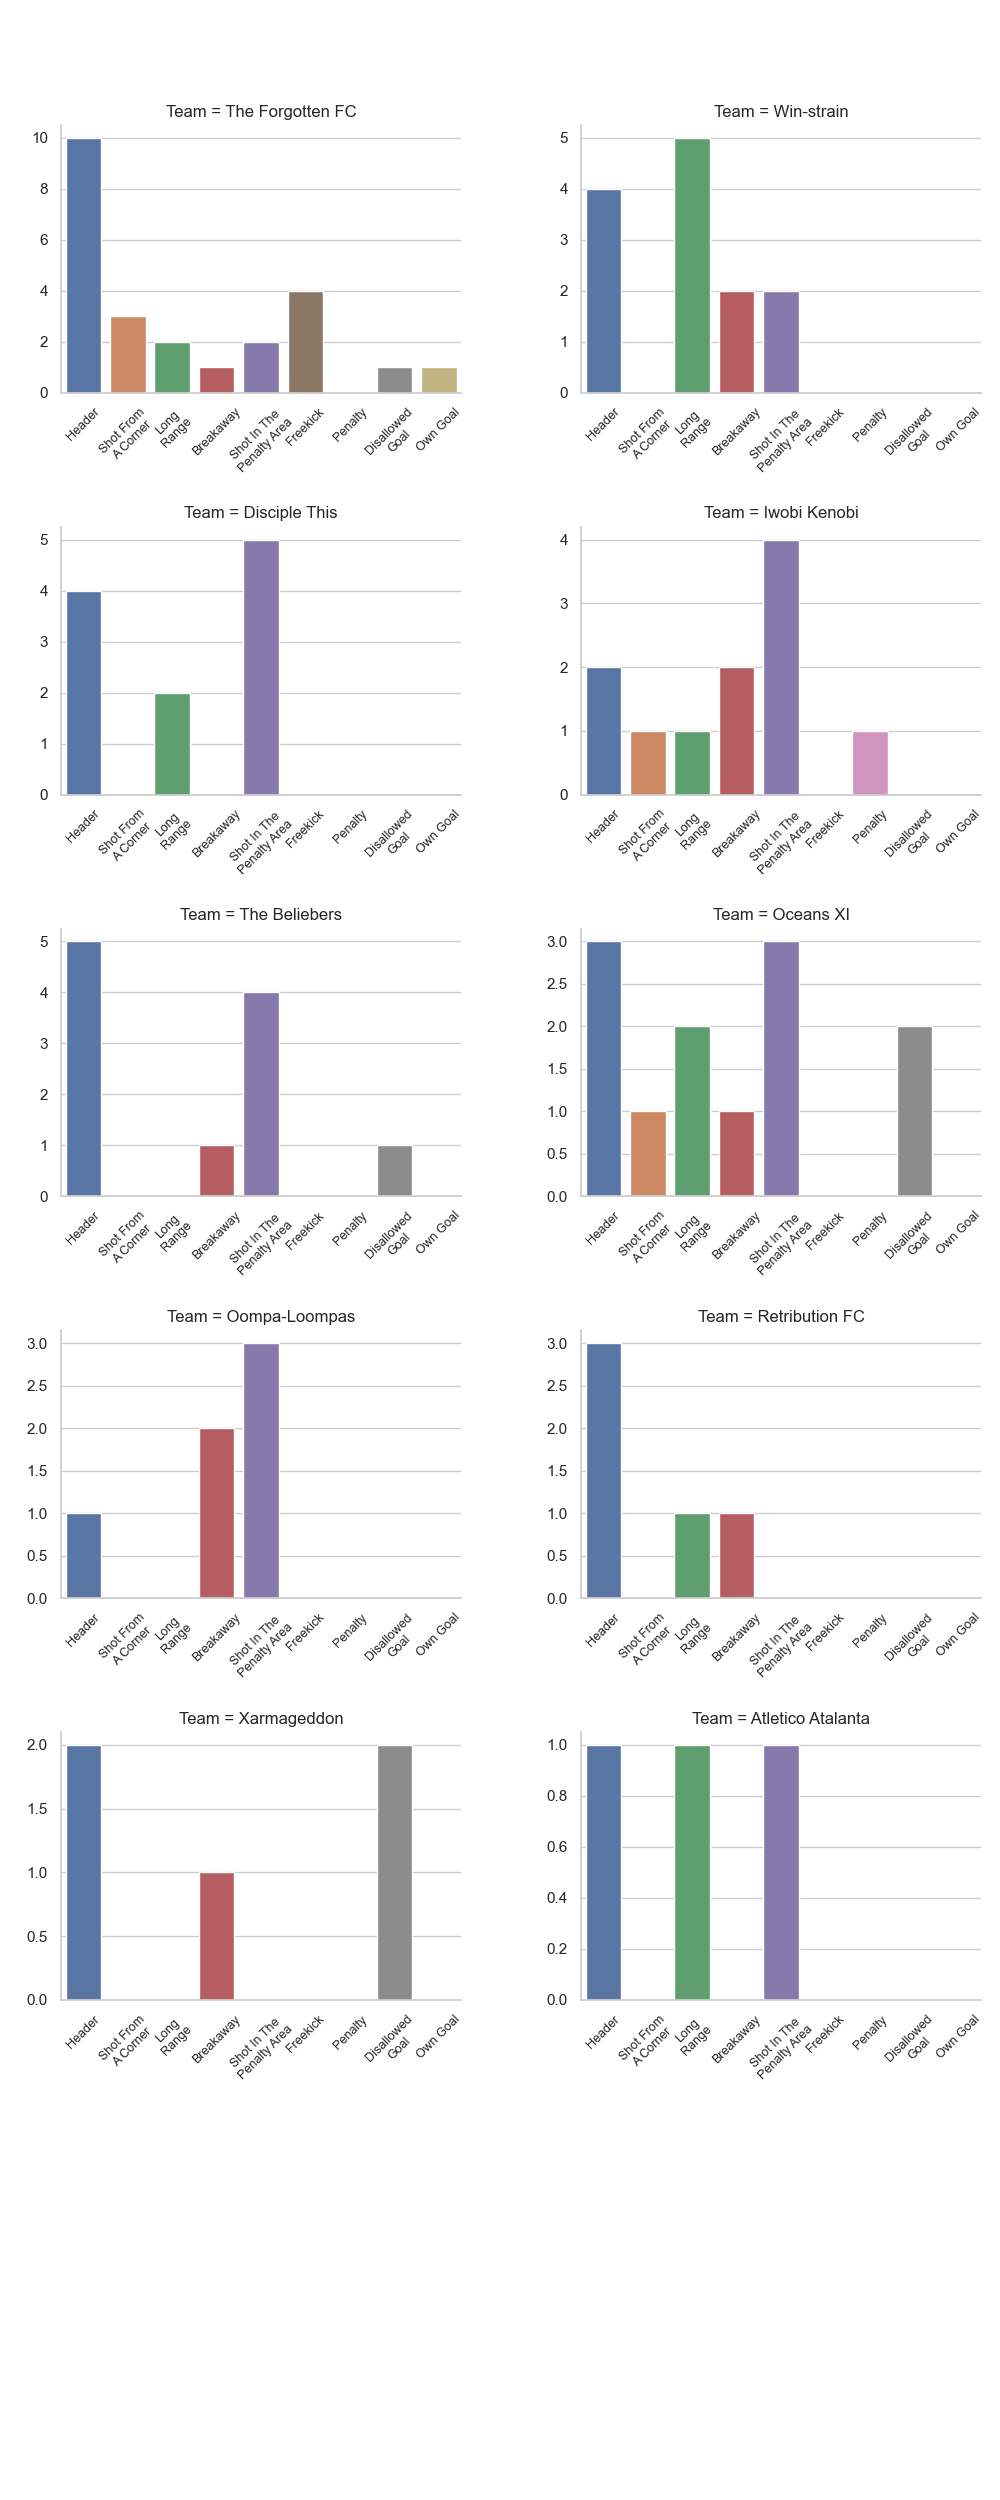 Team = The Forgotten FC
10
8
6
4
2
0
Header
Shot From
A Corner
Long
Range
Breakaway
Shot In The
Penalty Area
Freekick
Penalty
Disallowed
Goal
Own Goal
Team = Win-strain
5
4
3
2
1
0
Header
Shot From
A Corner
Long
Range
Breakaway
Shot In The
Penalty Area
Freekick
Penalty
Disallowed
Goal
Own Goal
Team = Disciple This
5
4
3
2
1
0
Header
Shot From
A Corner
Long
Range
Breakaway
Shot In The
Penalty Area
Freekick
Penalty
Disallowed
Goal
Own Goal
Team = Iwobi Kenobi
4
3
2
1
0
Header
Shot From
A Corner
Long
Range
Breakaway
Shot In The
Penalty Area
Freekick
Penalty
Disallowed
Goal
Own Goal
Team = The Beliebers
5
4
3
2
1
0
Header
Shot From
A Corner
Long
Range
Breakaway
Shot In The
Penalty Area
Freekick
Penalty
Disallowed
Goal
Own Goal
Team = Oceans XI
3.0
2.5
2.0
1.5
1.0
0.5
0.0
Header
Shot From
A Corner
Long
Range
Breakaway
Shot In The
Penalty Area
Freekick
Penalty
Disallowed
Goal
Own Goal
Team = Oompa-Loompas
3.0
2.5
2.0
1.5
1.0
0.5
0.0
Header
Shot From
A Corner
Long
Range
Breakaway
Shot In The
Penalty Area
Freekick
Penalty
Disallowed
Goal
Own Goal
Team = Retribution FC
3.0
2.5
2.0
1.5
1.0
0.5
0.0
Header
Shot From
A Corner
Long
Range
Breakaway
Shot In The
Penalty Area
Freekick
Penalty
Disallowed
Goal
Own Goal
Team = Xarmageddon
2.0
1.5
1.0
0.5
0.0
Header
Shot From
A Corner
Long
Range
Breakaway
Shot In The
Penalty Area
Freekick
Penalty
Disallowed
Goal
Own Goal
Team = Atletico Atalanta
1.0
0.8
0.6
0.4
0.2
0.0
Header
Shot From
A Corner
Long
Range
Breakaway
Shot In The
Penalty Area
Freekick
Penalty
Disallowed
Goal
Own Goal